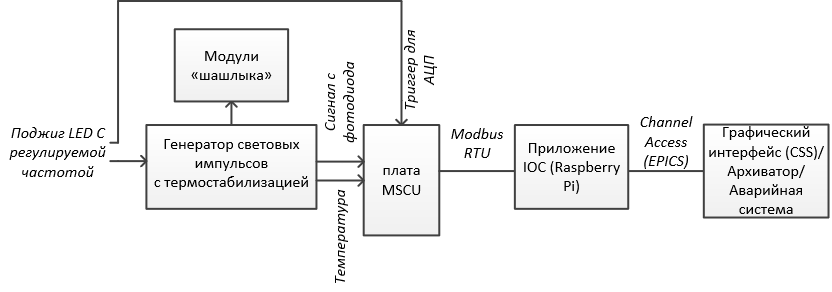 Поджиг LED С
регулируемой
частотой
Модули
«шашлыка»
Генератор световых
импульсов
с термостабилизацией
Сигнал с
фотодиода
Температура
Триггер для
АЦП
плата
MSCU
Modbus
RTU
Приложение
IOC (Raspberry
Pi)
Channel
Access
(EPICS)
Графический
интерфейс (CSS)/
Архиватор/
Аварийная
система